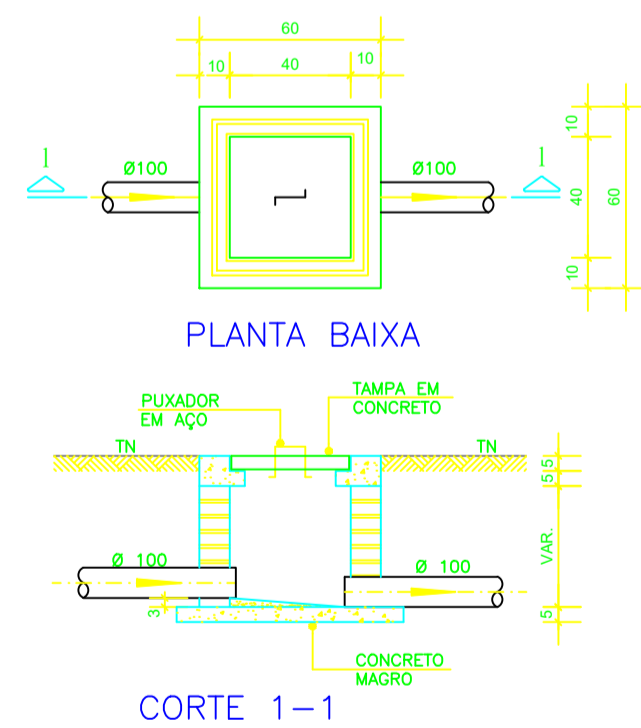 60
10 40 10
1 Ø100 Ø100 1
10
40
60
10
PLANTA BAIXA
PUXADOR
EM AÇO
TAMPA EM
CONCRETO
TN TN
5
5
VAR.
Ø 100 Ø 100
3
5
CONCRETO
MAGRO
CORTE 1-1